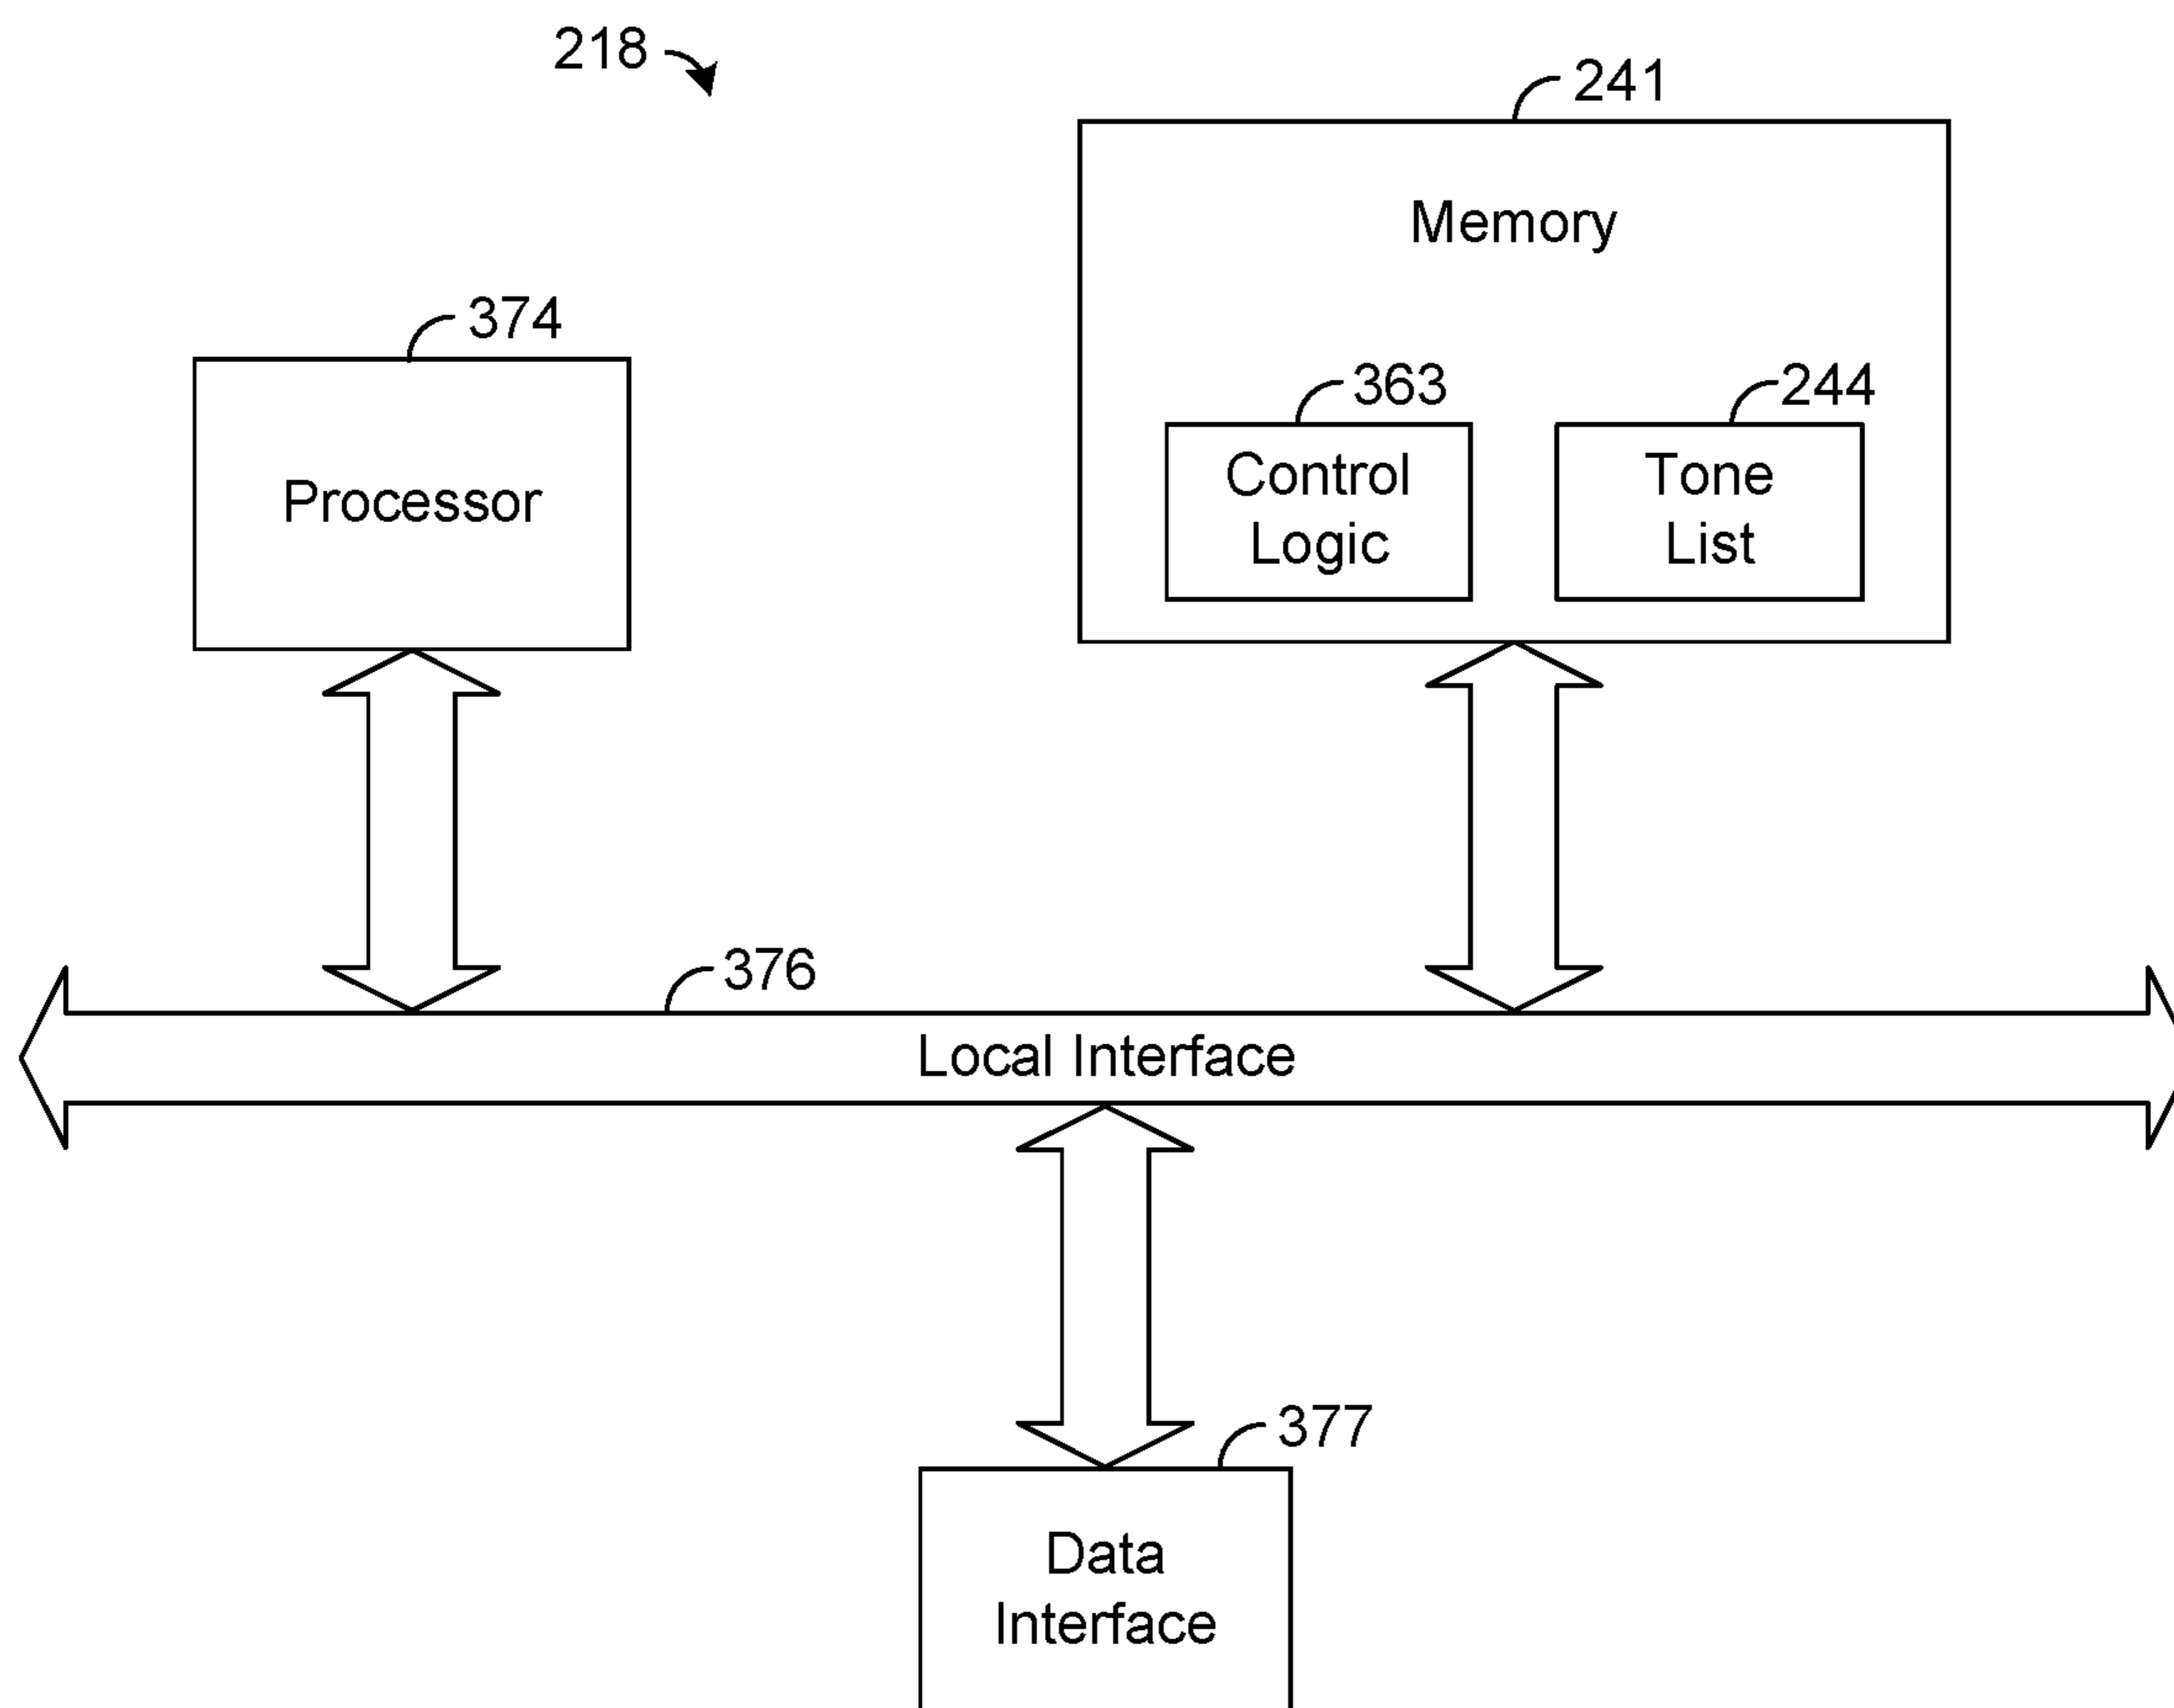 218
241
Memory
374
363
244
Processor
Control
Logic
Tone
List
376
Local Interface
377
Data
Interface